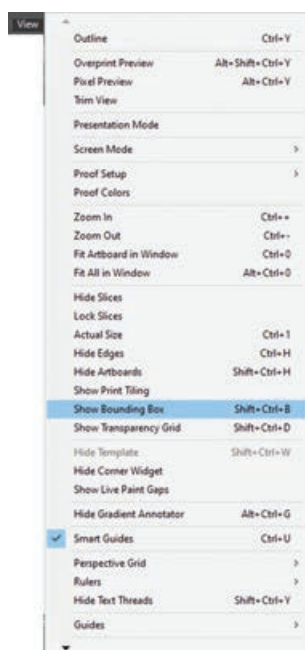 View
Outline Ctrl+Y
Overprint Preview Alt+Shift+Ctrl+Y
Pixel Preview Alt+Ctrl+Y
Trim View
Presentation Mode
Screen Mode >
Proof Setup >
Proof Colors
Zoom In Ctrl++
Zoom Out Ctrl+-
Fit Artboard in Window Ctrl+0
Fit All in Window Alt+Ctrl+0
Hide Slices
Lock Slices
Actual Size Ctrl+1
Hide Edges Ctrl+H
Hide Artboards Shift+Ctrl+H
Show Print Tiling
Show Bounding Box Shift+Ctrl+B
Show Transparency Grid Shift+Ctrl+D
Hide Template Shift+Ctrl+W
Hide Corner Widget
Show Live Paint Gaps
Hide Gradient Annotator Alt+Ctrl+G
Smart Guides Ctrl+U
Perspective Grid >
Rulers >
Hide Text Threads Shift+Ctrl+Y
Guides >